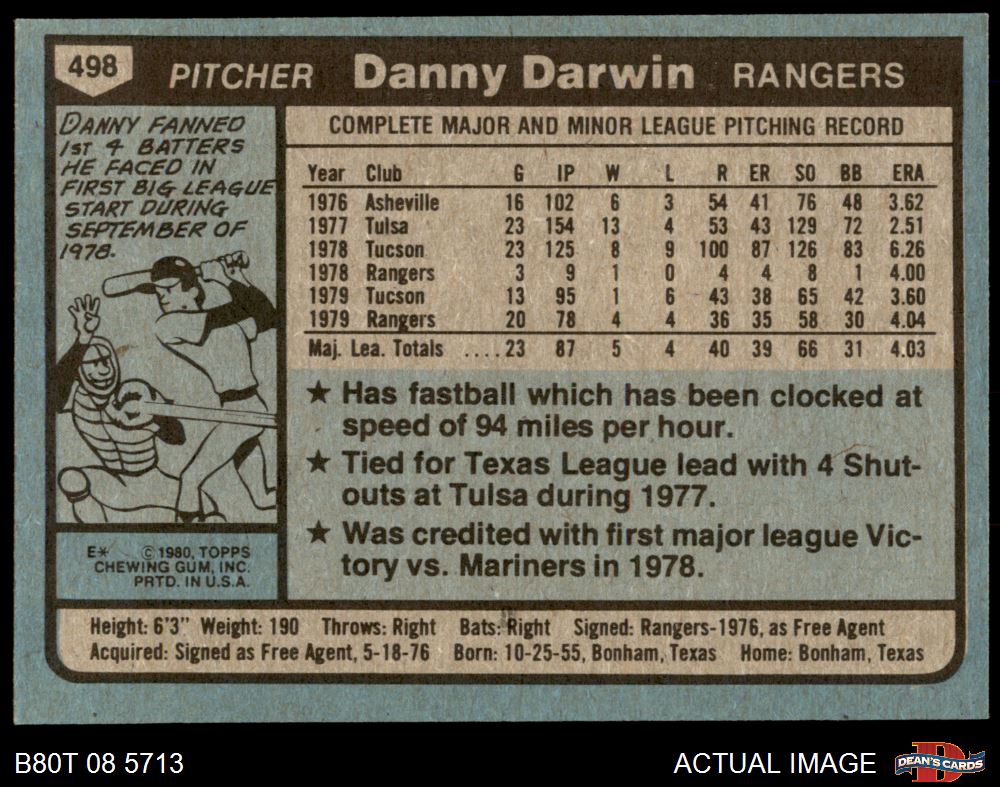 498 PITCHER Danny Darwin RANGERS
DANNY FANNED
1ST 4 BATTERS
HE FACED IN
FIRST BIG LEAGUE
START DURING
SEPTEMBER OF
1978.
E* © 1980, TOPPS
CHEWING GUM, INC.
PRTD. IN U.S.A.
COMPLETE MAJOR AND MINOR LEAGUE PITCHING RECORD
Year Club G IP W L R ER SO BB ERA
1976 Asheville 16 102 6 3 54 41 76 48 3.62
1977 Tulsa 23 154 13 4 53 43 129 72 2.51
1978 Tucson 23 125 8 9 100 87 126 83 6.26
1978 Rangers 3 9 1 0 4 4 8 1 4.00
1979 Tucson 13 95 1 6 43 38 65 42 3.60
1979 Rangers 20 78 4 4 36 35 58 30 4.04
Maj. Lea. Totals ....23 87 5 4 40 39 66 31 4.03
★ Has fastball which has been clocked at
speed of 94 miles per hour.
★ Tied for Texas League lead with 4 Shut-
outs at Tulsa during 1977.
★ Was credited with first major league Vic-
tory vs. Mariners in 1978.
Height: 6'3" Weight: 190 Throws: Right Bats: Right Signed: Rangers-1976, as Free Agent
Acquired: Signed as Free Agent, 5-18-76 Born: 10-25-55, Bonham, Texas Home: Bonham, Texas
B80T 08 5713 ACTUAL IMAGE D DEAN'S CARDS